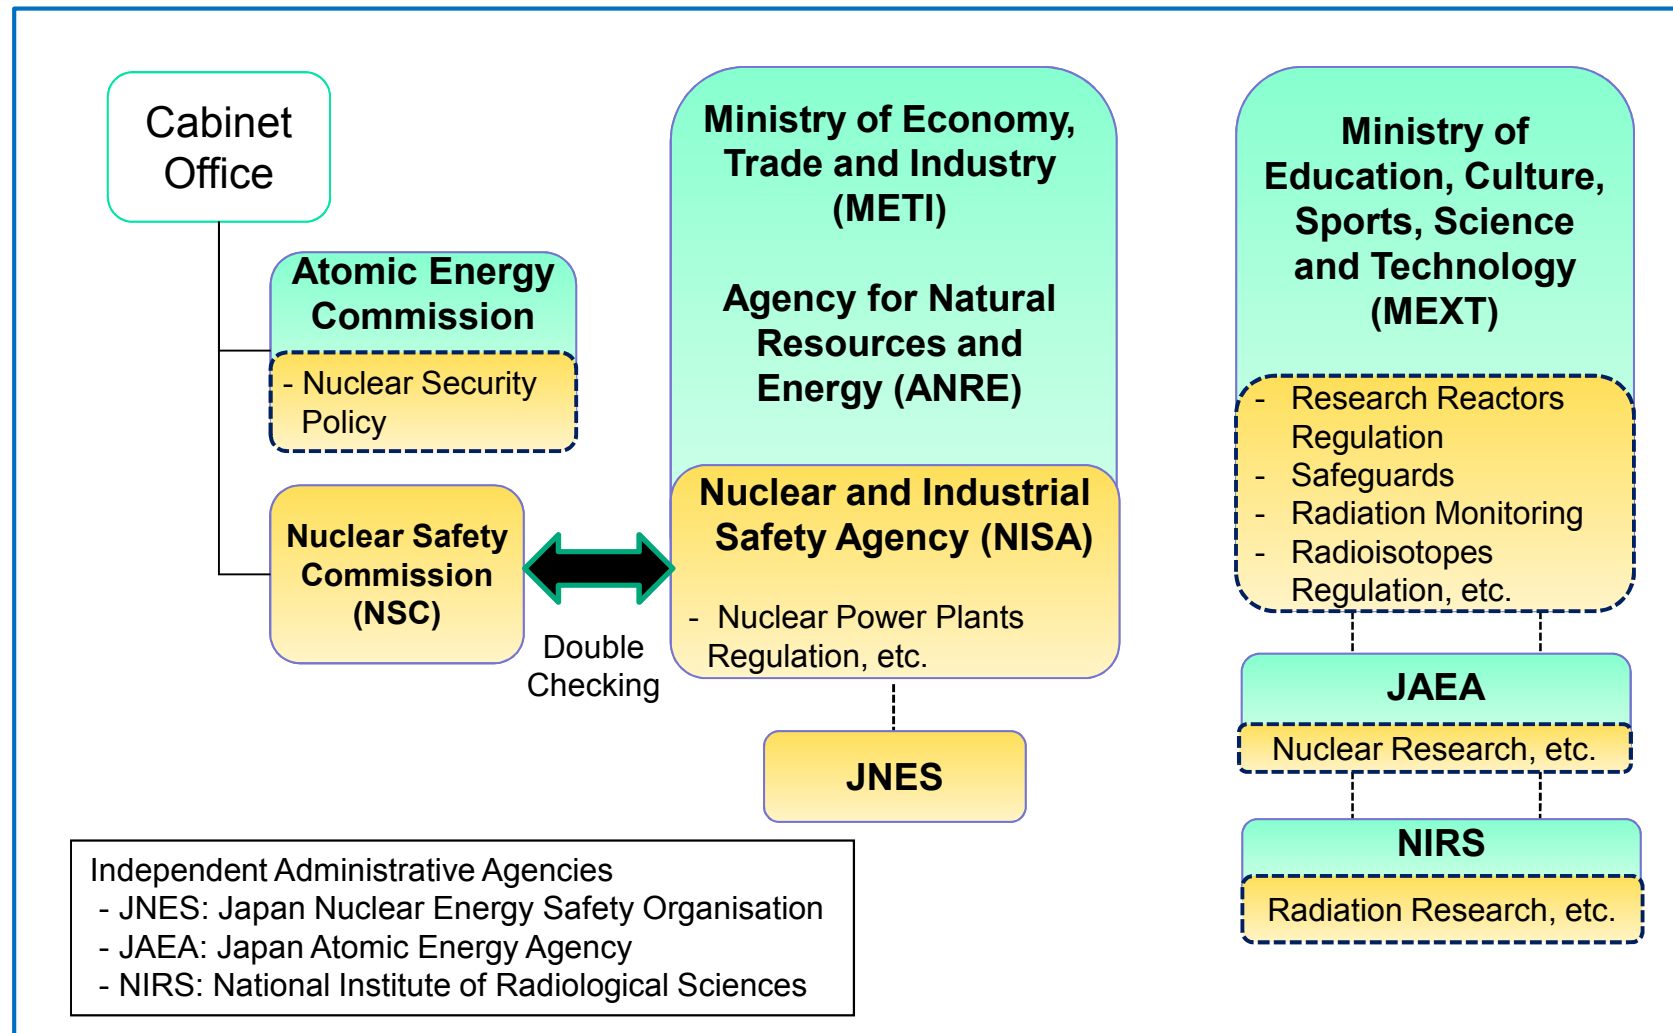 Cabinet
Office
Atomic Energy
Commission
- Nuclear Security
Policy
Nuclear Safety
Commission
(NSC)
Double
Checking
Ministry of Economy,
Trade and Industry
(METI)
Agency for Natural
Resources and
Energy (ANRE)
Nuclear and Industrial
Safety Agency (NISA)
- Nuclear Power Plants
Regulation, etc.
JNES
Ministry of
Education, Culture,
Sports, Science
and Technology
(MEXT)
- Research Reactors
Regulation
- Safeguards
- Radiation Monitoring
- Radioisotopes
Regulation, etc.
JAEA
Nuclear Research, etc.
NIRS
Radiation Research, etc.
Independent Administrative Agencies
- JNES: Japan Nuclear Energy Safety Organisation
- JAEA: Japan Atomic Energy Agency
- NIRS: National Institute of Radiological Sciences